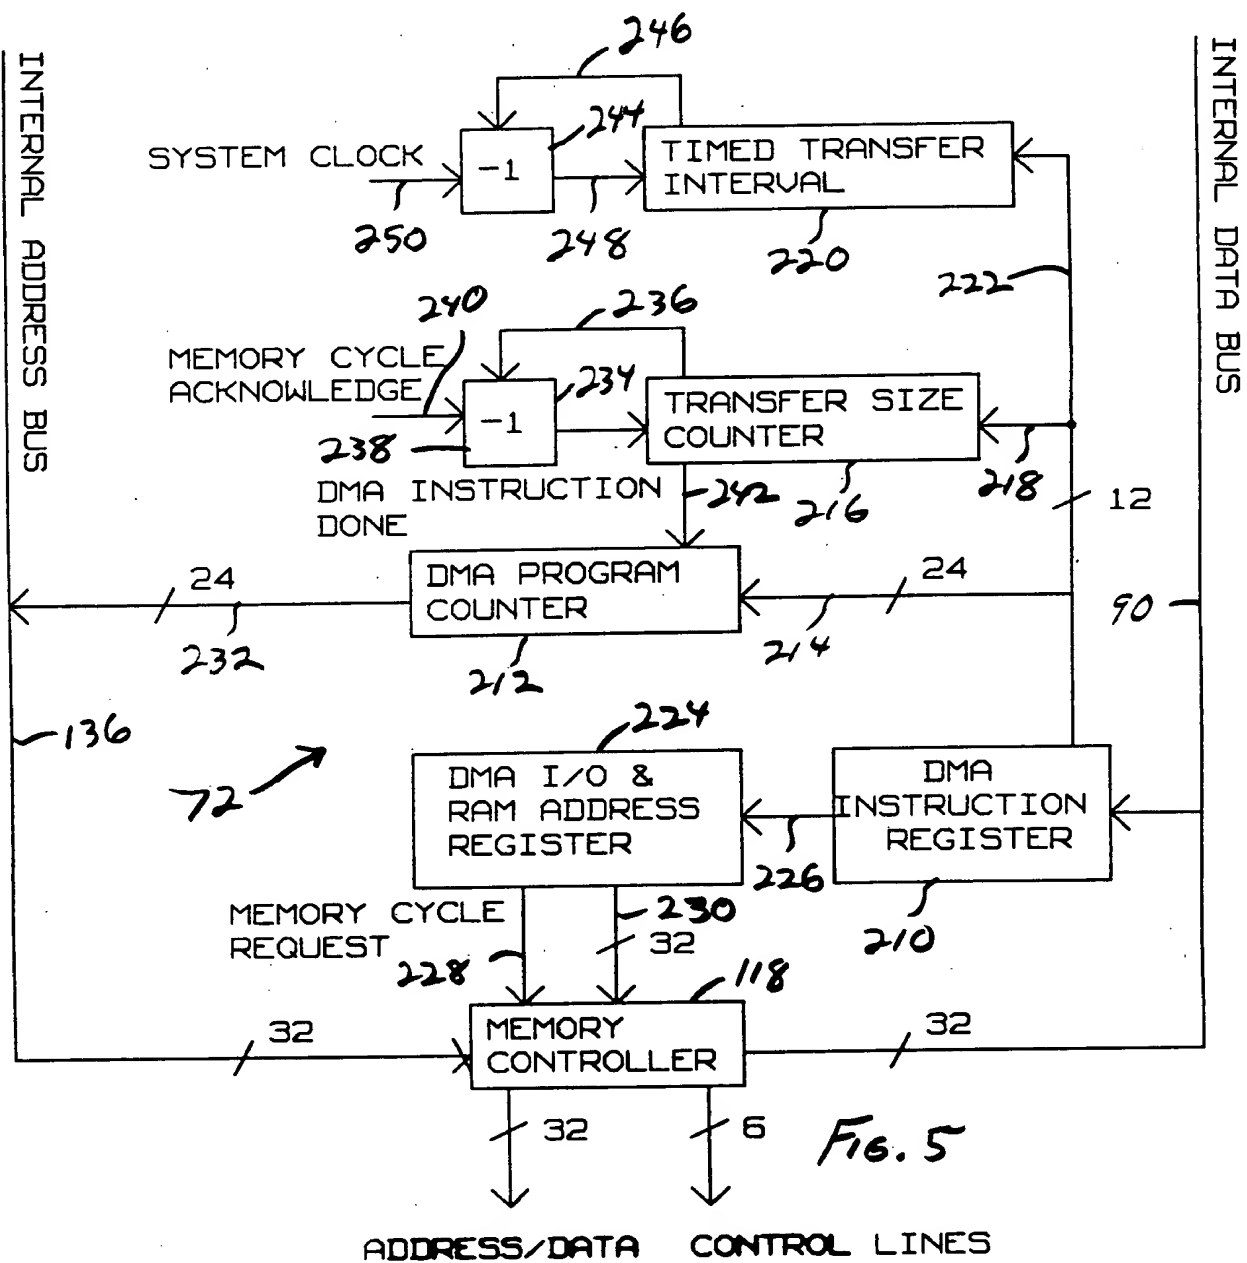 246
INTERNAL ADDRESS BUS
INTERNAL DATA BUS
SYSTEM CLOCK
-1
244
TIMED TRANSFER
INTERVAL
250
248
220
222
240
236
MEMORY CYCLE
ACKNOWLEDGE
-1
234
TRANSFER SIZE
COUNTER
238
218
12
DMA INSTRUCTION
DONE
242
216
24
DMA PROGRAM
COUNTER
24
90
232
212
214
136
72
224
DMA I/O &
RAM ADDRESS
REGISTER
DMA
INSTRUCTION
REGISTER
226
210
MEMORY CYCLE
REQUEST
228
230
32
118
32
MEMORY
CONTROLLER
32
32
6
FIG. 5
ADDRESS/DATA CONTROL LINES